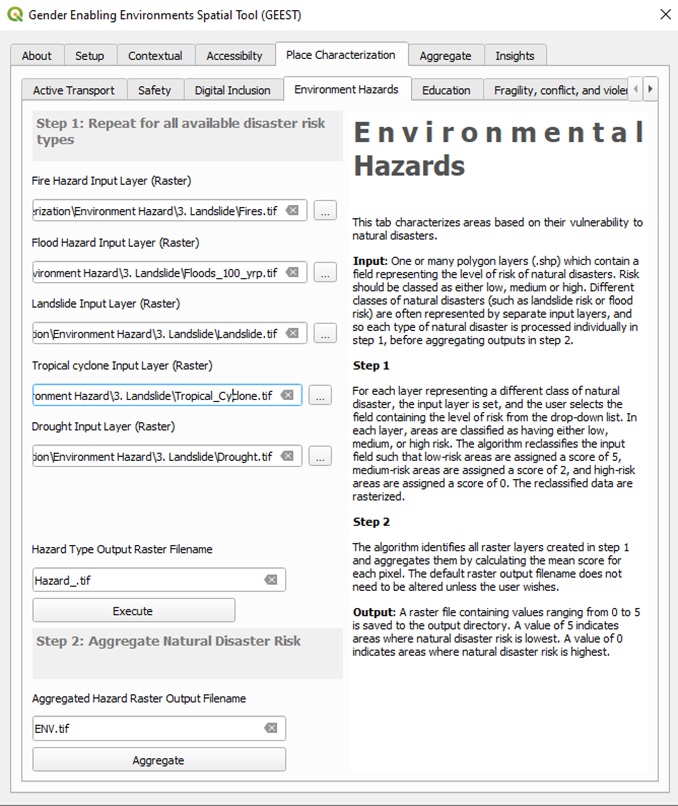 Gender Enabling Environments Spatial Tool (GEEST)
About Setup Contextual Accessibilty Place Characterization Aggregate Insights
Active Transport Safety Digital Inclusion Environment Hazards Education Fragility, conflict, and violen
Step 1: Repeat for all available disaster risk
types
Fire Hazard Input Layer (Raster)
erization\Environment Hazard\3. Landslide\Fires.tif ...
Flood Hazard Input Layer (Raster)
vironment Hazard\3. Landslide\Floods_100_yrp.tif ...
Landslide Input Layer (Raster)
tion\Environment Hazard\3. Landslide\Landslide.tif ...
Tropical cyclone Input Layer (Raster)
ronment Hazard\3. Landslide\Tropical_Cyclone.tif ...
Drought Input Layer (Raster)
tion\Environment Hazard\3. Landslide\Drought.tif ...
Hazard Type Output Raster Filename
Hazard_.tif
Execute
Step 2: Aggregate Natural Disaster Risk
Aggregated Hazard Raster Output Filename
ENV.tif
Aggregate
Environmental
Hazards
This tab characterizes areas based on their vulnerability to
natural disasters.
Input: One or many polygon layers (.shp) which contain a
field representing the level of risk of natural disasters. Risk
should be classed as either low, medium or high. Different
classes of natural disasters (such as landslide risk or flood
risk) are often represented by separate input layers, and
so each type of natural disaster is processed individually in
step 1, before aggregating outputs in step 2.
Step 1
For each layer representing a different class of natural
disaster, the input layer is set, and the user selects the
field containing the level of risk from the drop-down list. In
each layer, areas are classified as having either low,
medium, or high risk. The algorithm reclassifies the input
field such that low-risk areas are assigned a score of 5,
medium-risk areas are assigned a score of 2, and high-risk
areas are assigned a score of 0. The reclassified data are
rasterized.
Step 2
The algorithm identifies all raster layers created in step 1
and aggregates them by calculating the mean score for
each pixel. The default raster output filename does not
need to be altered unless the user wishes.
Output: A raster file containing values ranging from 0 to 5
is saved to the output directory. A value of 5 indicates
areas where natural disaster risk is lowest. A value of 0
indicates areas where natural disaster risk is highest.